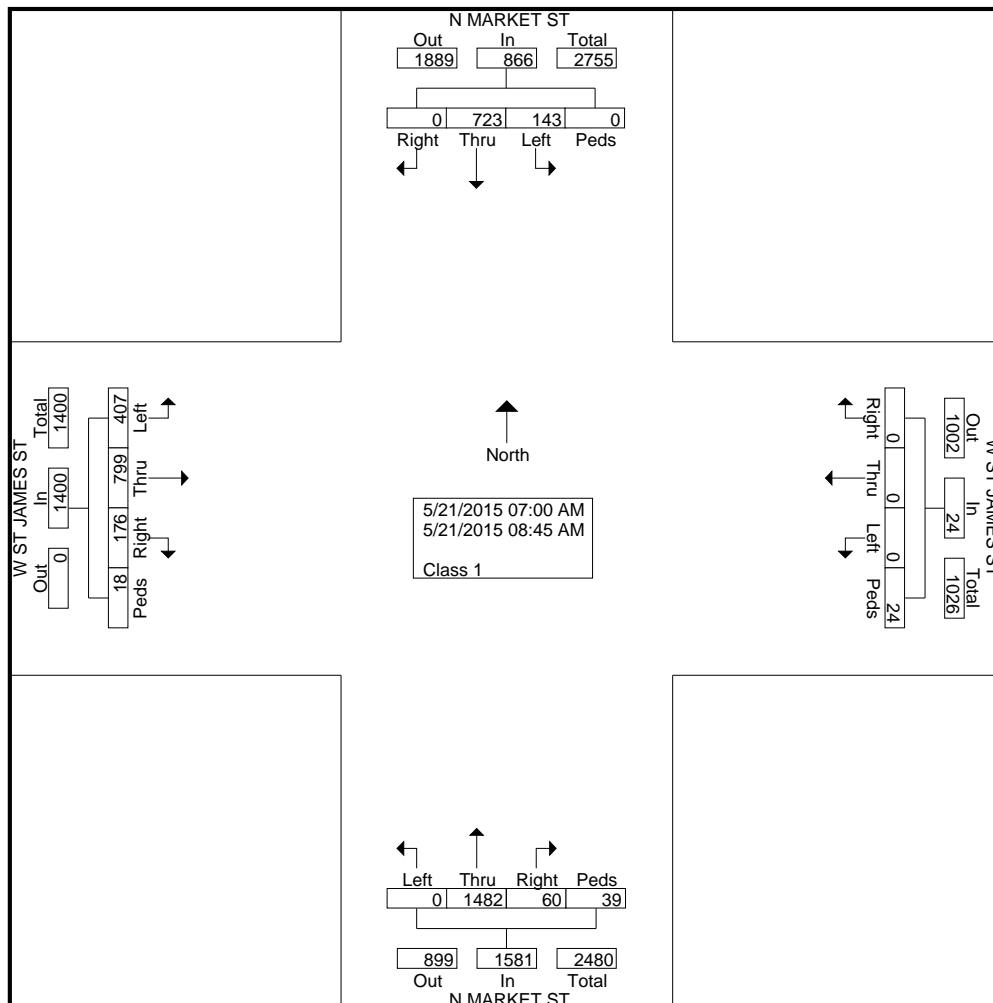 N MARKET ST
Out In Total
1889 866 2755
0 723 143 0
Right Thru Left Peds
W ST JAMES ST
Total In Out
1400 1400 0
407 799 176 18
Left Thru Right Peds
North
5/21/2015 07:00 AM
5/21/2015 08:45 AM
Class 1
Right Thru Left Peds
0 0 0 24
Out In Total
1002 24 1026
W ST JAMES ST
Left Thru Right Peds
0 1482 60 39
899 1581 2480
Out In Total
N MARKET ST